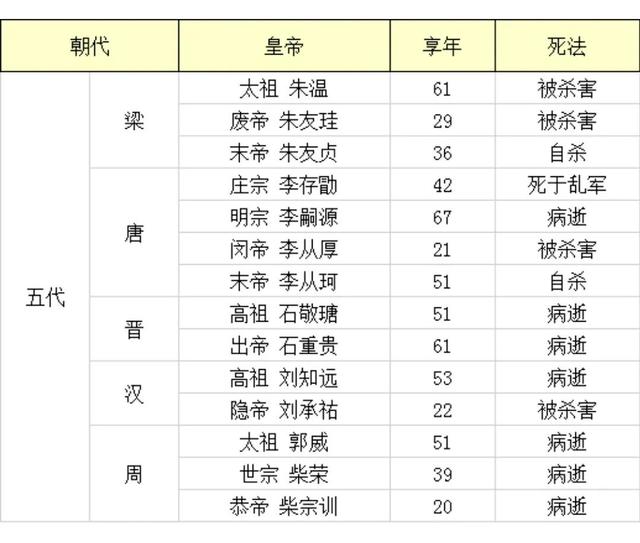 朝代 皇帝 享年 死法
五代
梁
太祖 朱温 61 被杀害
废帝 朱友珪 29 被杀害
末帝 朱友贞 36 自杀
唐
庄宗 李存勖 42 死于乱军
明宗 李嗣源 67 病逝
闵帝 李从厚 21 被杀害
末帝 李从珂 51 自杀
晋
高祖 石敬瑭 51 病逝
出帝 石重贵 61 病逝
汉
高祖 刘知远 53 病逝
隐帝 刘承祐 22 被杀害
周
太祖 郭威 51 病逝
世宗 柴荣 39 病逝
恭帝 柴宗训 20 病逝